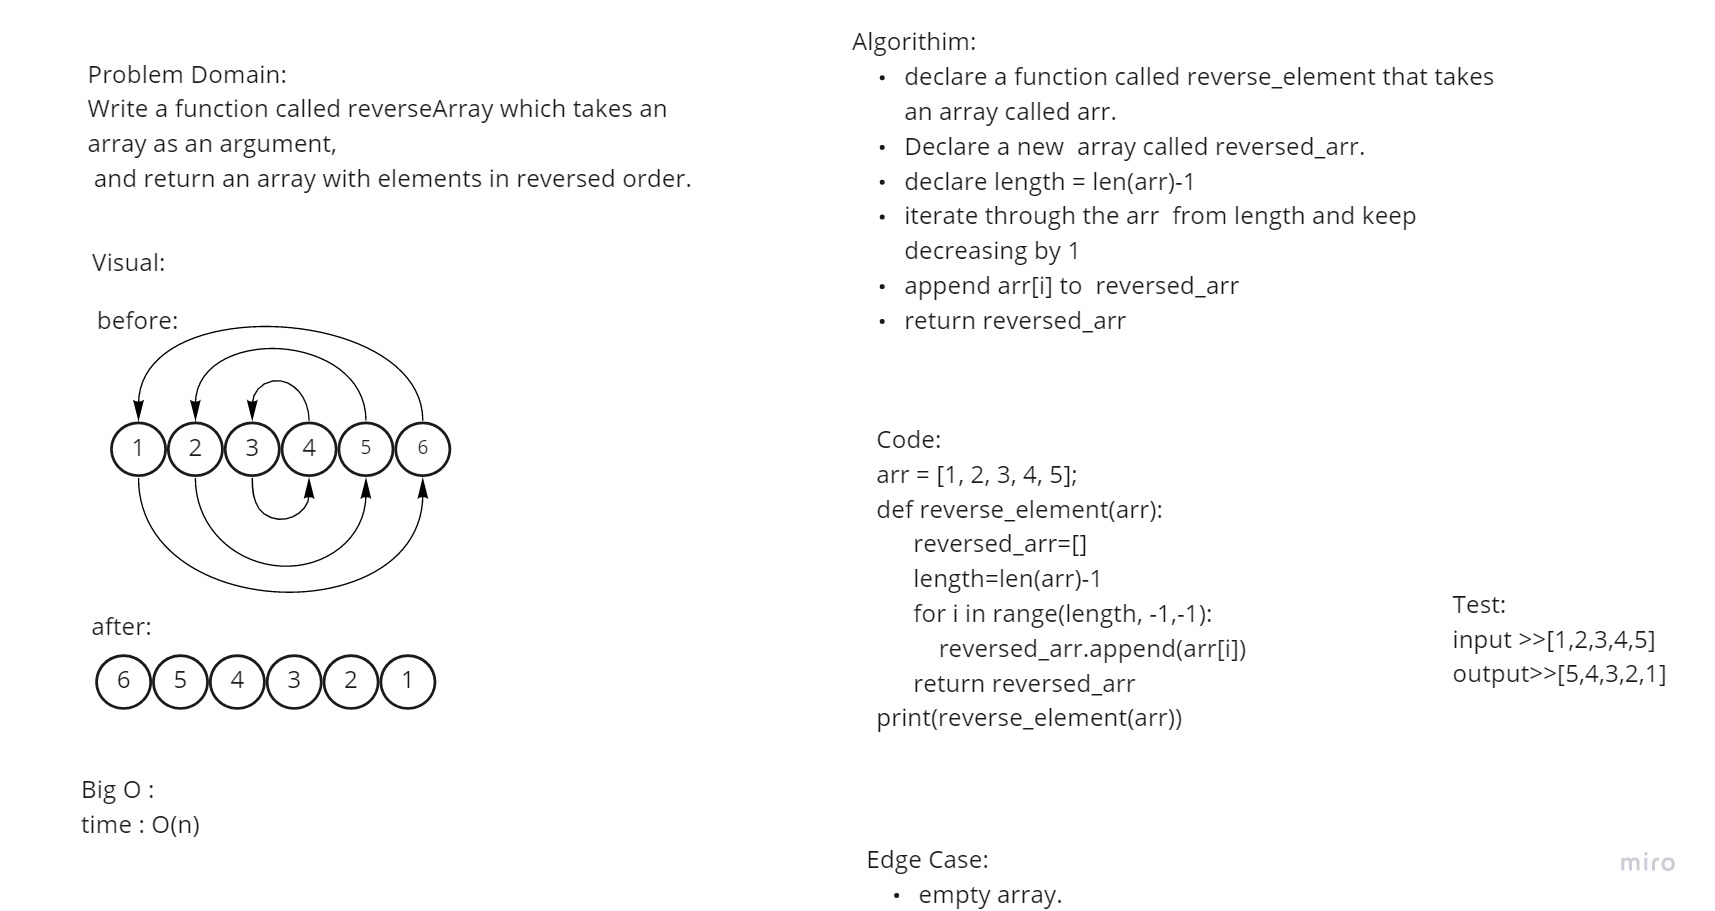 Problem Domain:
Write a function called reverseArray which takes an
array as an argument,
and return an array with elements in reversed order.
Visual:
before:
1 2 3 4 5 6
after:
6 5 4 3 2 1
Big O :
time : O(n)
Algorithim:
• declare a function called reverse_element that takes
an array called arr.
• Declare a new array called reversed_arr.
• declare length = len(arr)-1
• iterate through the arr from length and keep
decreasing by 1
• append arr[i] to reversed_arr
• return reversed_arr
Code:
arr = [1, 2, 3, 4, 5];
def reverse_element(arr):
reversed_arr=[]
length=len(arr)-1
for i in range(length, -1,-1):
reversed_arr.append(arr[i])
return reversed_arr
print(reverse_element(arr))
Test:
input >>[1,2,3,4,5]
output>>[5,4,3,2,1]
Edge Case:
• empty array.
miro